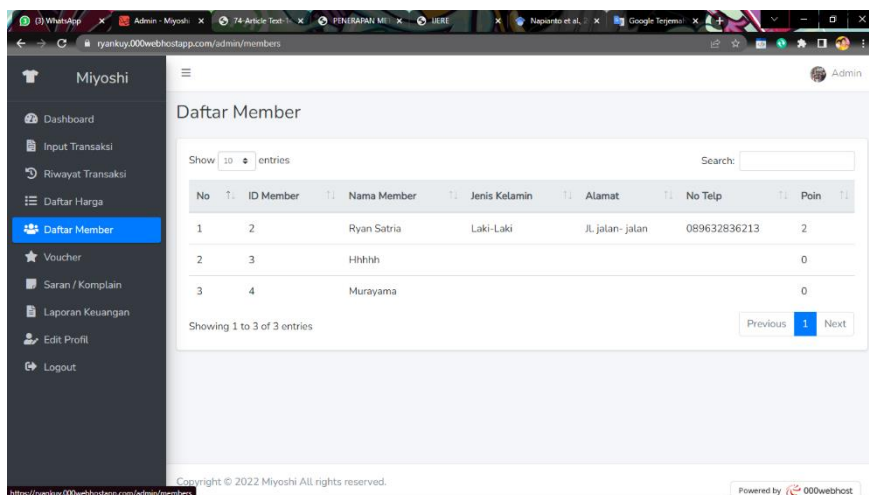 (3) WhatsApp
Admin - Miyoshi
74-Article Text-1
PENERAPAN ME
Napianto et al, 2
Google Terjemah
ryankuy.000webhostapp.com/admin/members
Miyoshi
Admin
Dashboard
Input Transaksi
Riwayat Transaksi
Daftar Harga
Daftar Member
Voucher
Saran / Komplain
Laporan Keuangan
Edit Profil
Logout
Daftar Member
Show 10 entries
Search:
No ID Member Nama Member Jenis Kelamin Alamat No Telp Poin
1 2 Ryan Satria Laki-Laki Jl. jalan- jalan 089632836213 2
2 3 Hhhhh 0
3 4 Murayama 0
Showing 1 to 3 of 3 entries
Previous 1 Next
Copyright © 2022 Miyoshi All rights reserved.
Powered by 000webhost
https://ryankuy.000webhostapp.com/admin/members